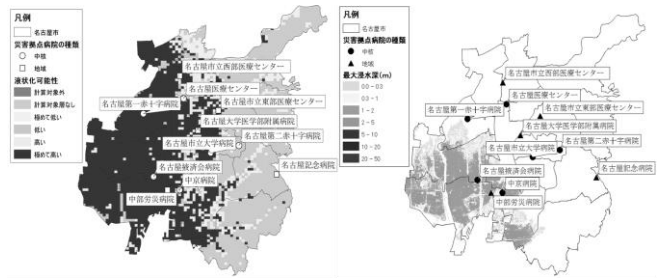 凡例
名古屋市
災害拠点病院の種類
中核
地域
液状化可能性
計算対象外
計算対象層なし
極めて低い
低い
高い
極めて高い
名古屋市立西部医療センター
名古屋医療センター
名古屋市立東部医療センター
名古屋第一赤十字病院
名古屋大学医学部附属病院
名古屋第二赤十字病院
名古屋市立大学病院
名古屋記念病院
名古屋掖済会病院
中京病院
中部労災病院
凡例
名古屋市
災害拠点病院の種類
中核
地域
最大浸水深(m)
00-03
03-1
1-2
2-5
5-10
10-20
20-50
名古屋市立西部医療センター
名古屋医療センター
名古屋第一赤十字病院
名古屋市立東部医療センター
名古屋大学医学部附属病院
名古屋市立大学病院
名古屋第二赤十字病院
名古屋記念病院
名古屋掖済会病院
中京病院
中部労災病院